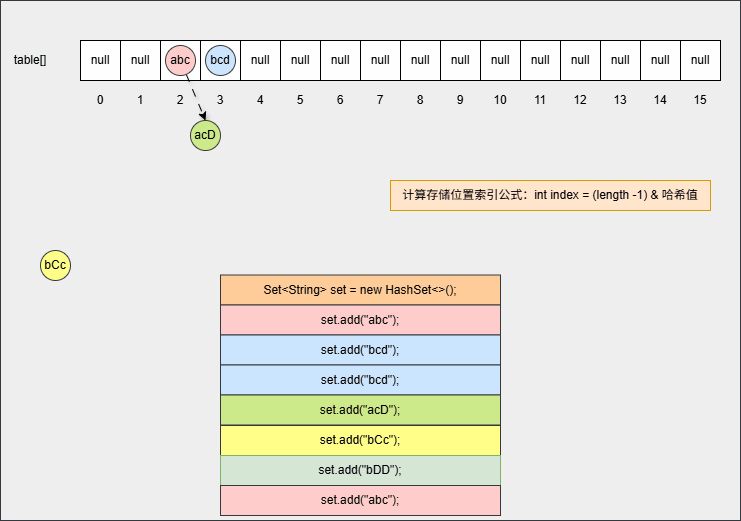 table[] null null abc bcd null null null null null null null null null null null null
0 1 2 3 4 5 6 7 8 9 10 11 12 13 14 15
acD
计算存储位置索引公式：int index = (length -1) & 哈希值
bCc
Set<String> set = new HashSet<>();
set.add("abc");
set.add("bcd");
set.add("bcd");
set.add("acD");
set.add("bCc");
set.add("bDD");
set.add("abc");